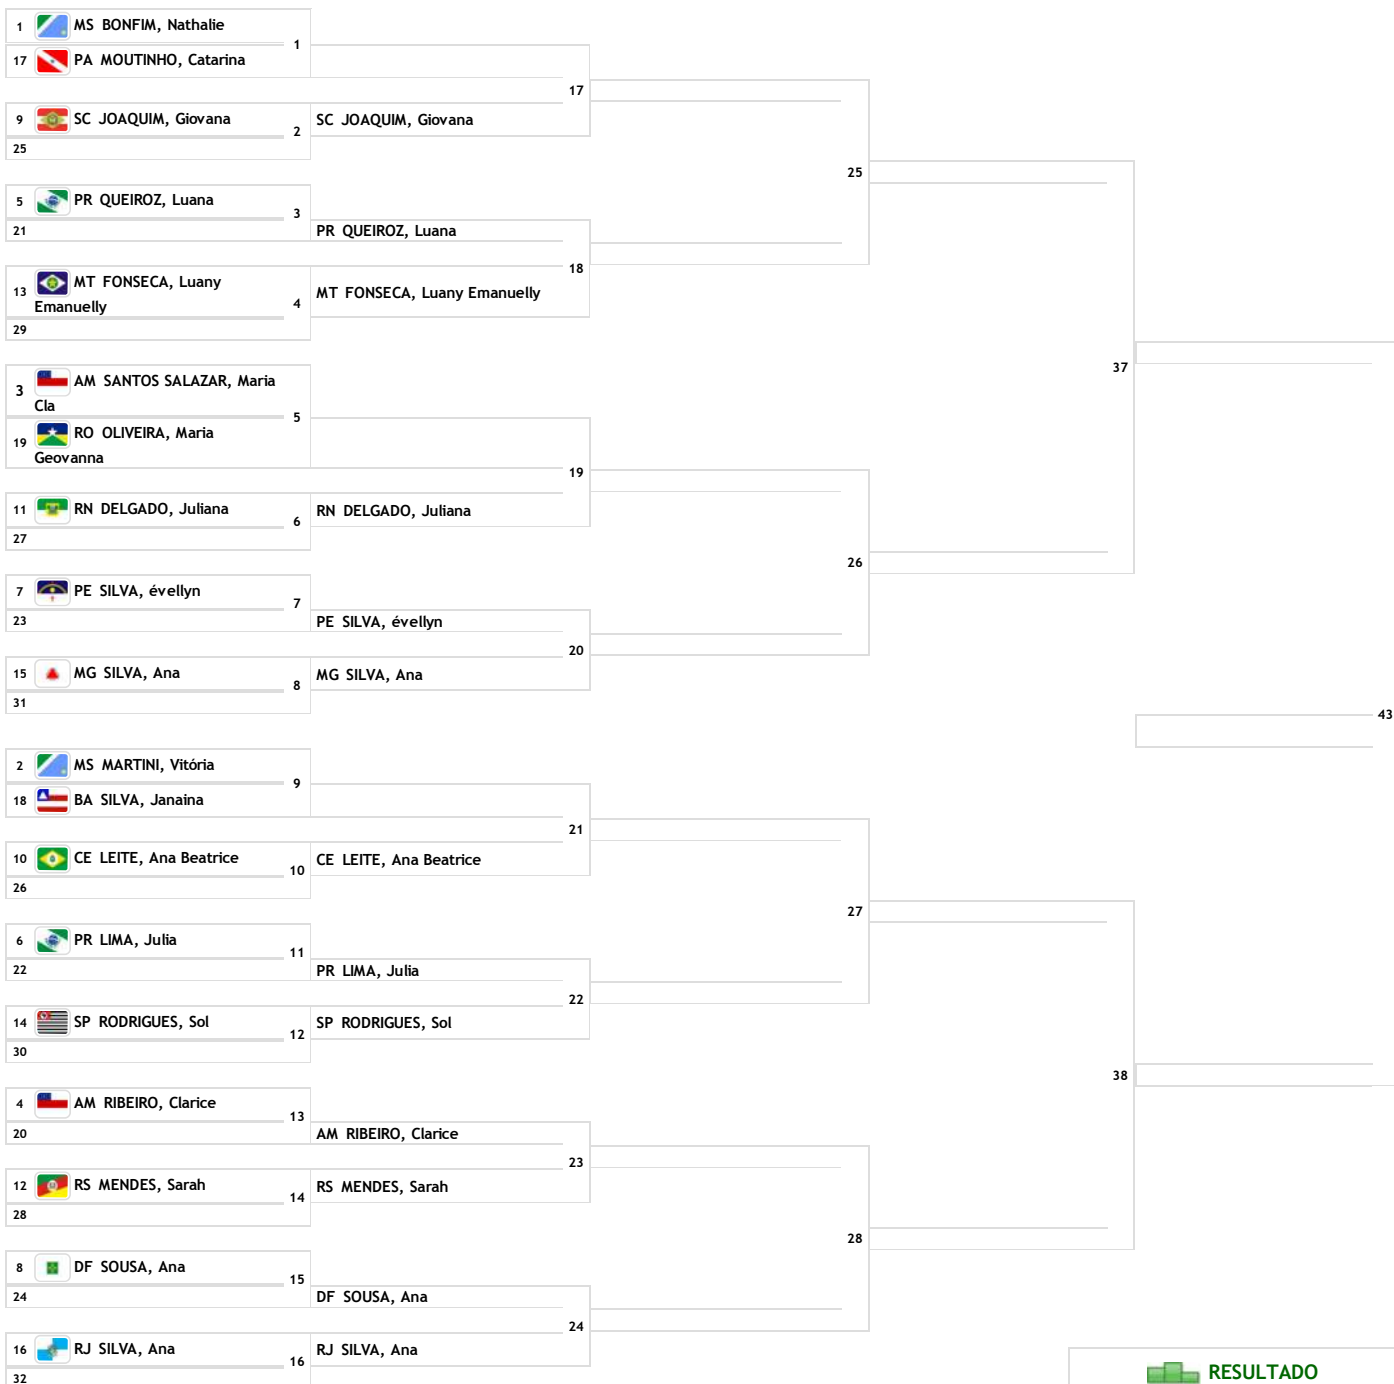 1 MS BONFIM, Nathalie
1
17 PA MOUTINHO, Catarina
17
9 SC JOAQUIM, Giovana
2
SC JOAQUIM, Giovana
25
25
5 PR QUEIROZ, Luana
3
21
PR QUEIROZ, Luana
18
13 MT FONSECA, Luany
Emanuelly
4
MT FONSECA, Luany Emanuelly
29
37
3 AM SANTOS SALAZAR, Maria
Cla
5
19 RO OLIVEIRA, Maria
Geovanna
19
11 RN DELGADO, Juliana
6
RN DELGADO, Juliana
27
26
7 PE SILVA, évellyn
7
23
PE SILVA, évellyn
20
15 MG SILVA, Ana
8
MG SILVA, Ana
31
43
2 MS MARTINI, Vitória
9
18 BA SILVA, Janaina
21
10 CE LEITE, Ana Beatrice
10
CE LEITE, Ana Beatrice
26
27
6 PR LIMA, Julia
11
22
PR LIMA, Julia
22
14 SP RODRIGUES, Sol
12
SP RODRIGUES, Sol
30
38
4 AM RIBEIRO, Clarice
13
20
AM RIBEIRO, Clarice
23
12 RS MENDES, Sarah
14
RS MENDES, Sarah
28
28
8 DF SOUSA, Ana
15
24
DF SOUSA, Ana
24
16 RJ SILVA, Ana
16
RJ SILVA, Ana
32
RESULTADO